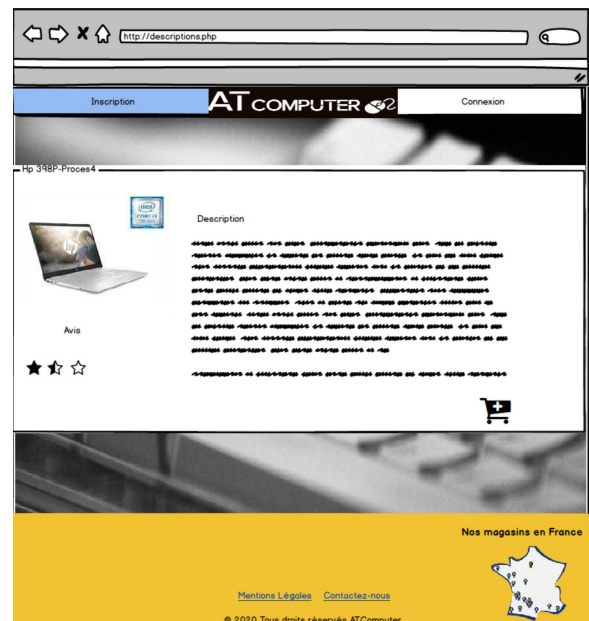 http://descriptions.php
Inscription
AT COMPUTER
Connexion
Hp 398P-Proces4
Description
Avis
Nos magasins en France
Mentions Légales Contactez-nous
© 2020 Tous droits réservés ATComputer